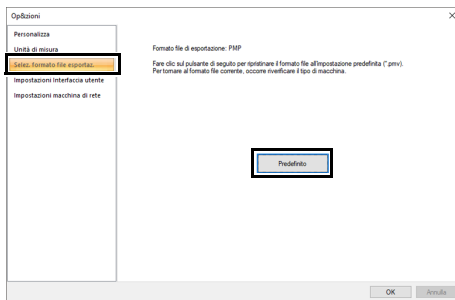 Op&zioni
Personalizza
Unità di misura
Selez. formato file esportaz.
Impostazioni Interfaccia utente
Impostazioni macchina di rete
Formato file di esportazione: PMP
Fare clic sul pulsante di seguito per ripristinare il formato file all'impostazione predefinita (*.pmv).
Per tornare al formato file corrente, occorre riverificare il tipo di macchina.
Predefinito
OK Annulla